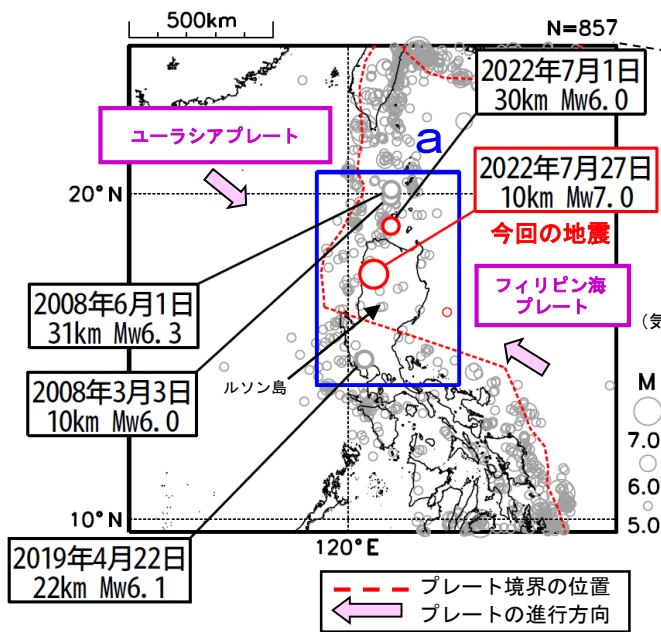 500km
N=857
2022年7月1日
30km Mw6.0
ユーラシアプレート
a
2022年7月27日
10km Mw7.0
20°N
今回の地震
フィリピン海
プレート
2008年6月1日
31km Mw6.3
(気
ルソン島
2008年3月3日
10km Mw6.0
M
7.0
6.0
5.0
10°N
120°E
2019年4月22日
22km Mw6.1
プレート境界の位置
プレートの進行方向